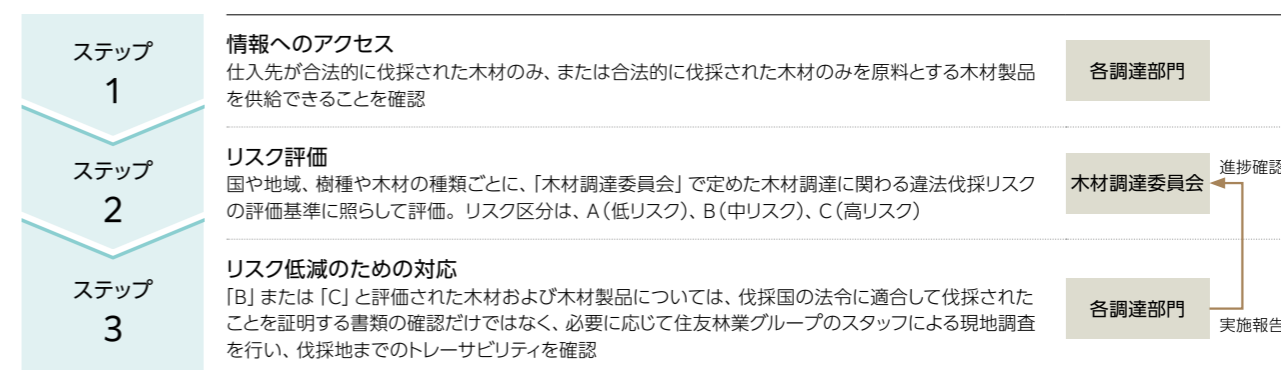 ステップ
1
情報へのアクセス
仕入先が合法的に伐採された木材のみ、または合法的に伐採された木材のみを原料とする木材製品
を供給できることを確認
各調達部門
ステップ
2
リスク評価
国や地域、樹種や木材の種類ごとに、「木材調達委員会」で定めた木材調達に関わる違法伐採リスク
の評価基準に照らして評価。リスク区分は、A（低リスク）、B（中リスク）、C（高リスク）
木材調達委員会
進捗確認
ステップ
3
リスク低減のための対応
「B」または「C」と評価された木材および木材製品については、伐採国の法令に適合して伐採された
ことを証明する書類の確認だけではなく、必要に応じて住友林業グループのスタッフによる現地調査
を行い、伐採地までのトレーサビリティを確認
各調達部門
実施報告